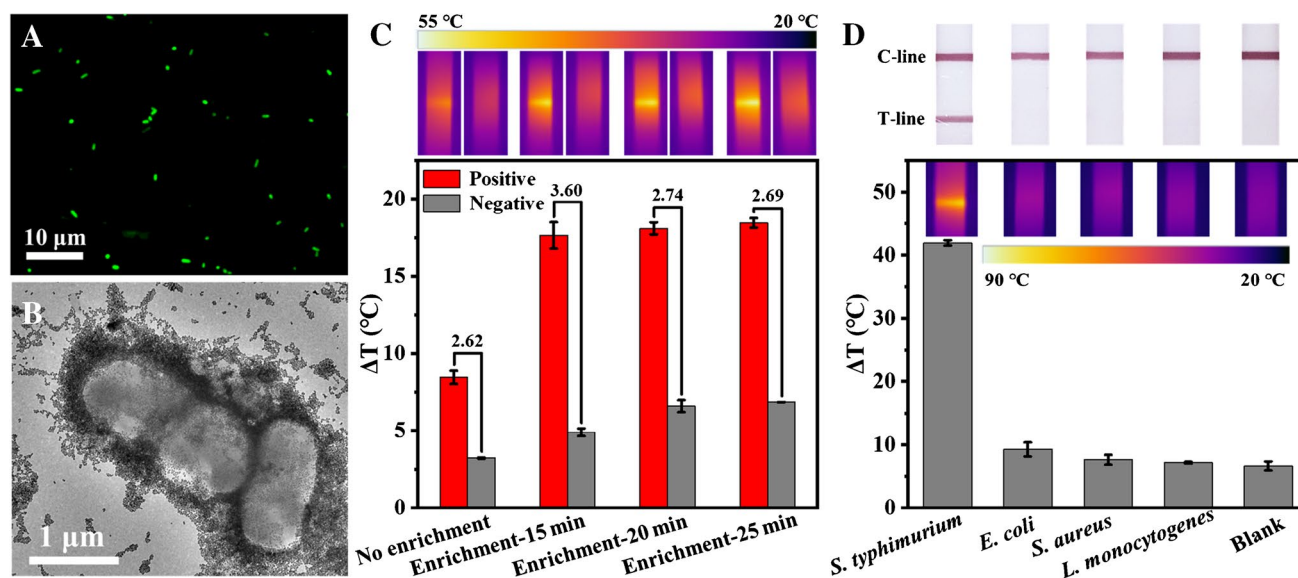 A
10 μm
B
1 μm
C
55 ℃
20 ℃
ΔT (℃)
20
15
10
5
0
Positive
Negative
2.62
3.60
2.74
2.69
No enrichment
Enrichment-15 min
Enrichment-20 min
Enrichment-25 min
D
C-line
T-line
ΔT (℃)
50
40
30
20
10
0
90 ℃
20 ℃
S. typhimurium
E. coli
S. aureus
L. monocytogenes
Blank